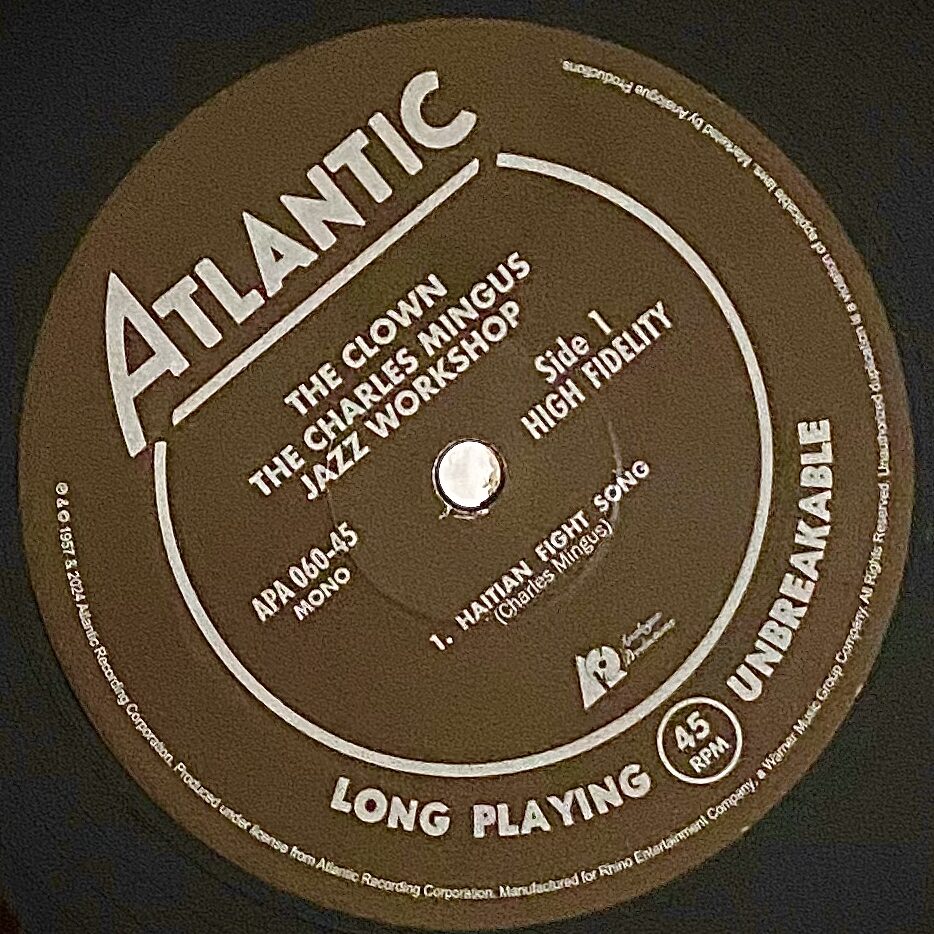 ATLANTIC
THE CLOWN
THE CHARLES MINGUS
JAZZ WORKSHOP
Side 1
HIGH FIDELITY
APA 060-45
MONO
1. HAITIAN FIGHT SONG
(Charles Mingus)
Analogue
Productions
LONG PLAYING
45
RPM
UNBREAKABLE
℗ & © 1957 & 2024 Atlantic Recording Corporation. Produced under license from Atlantic Recording Corporation. Manufactured for Rhino Entertainment Company, a Warner Music Group Company. All Rights Reserved. Unauthorized duplication is a violation of applicable laws. Marketed by Analogue Productions